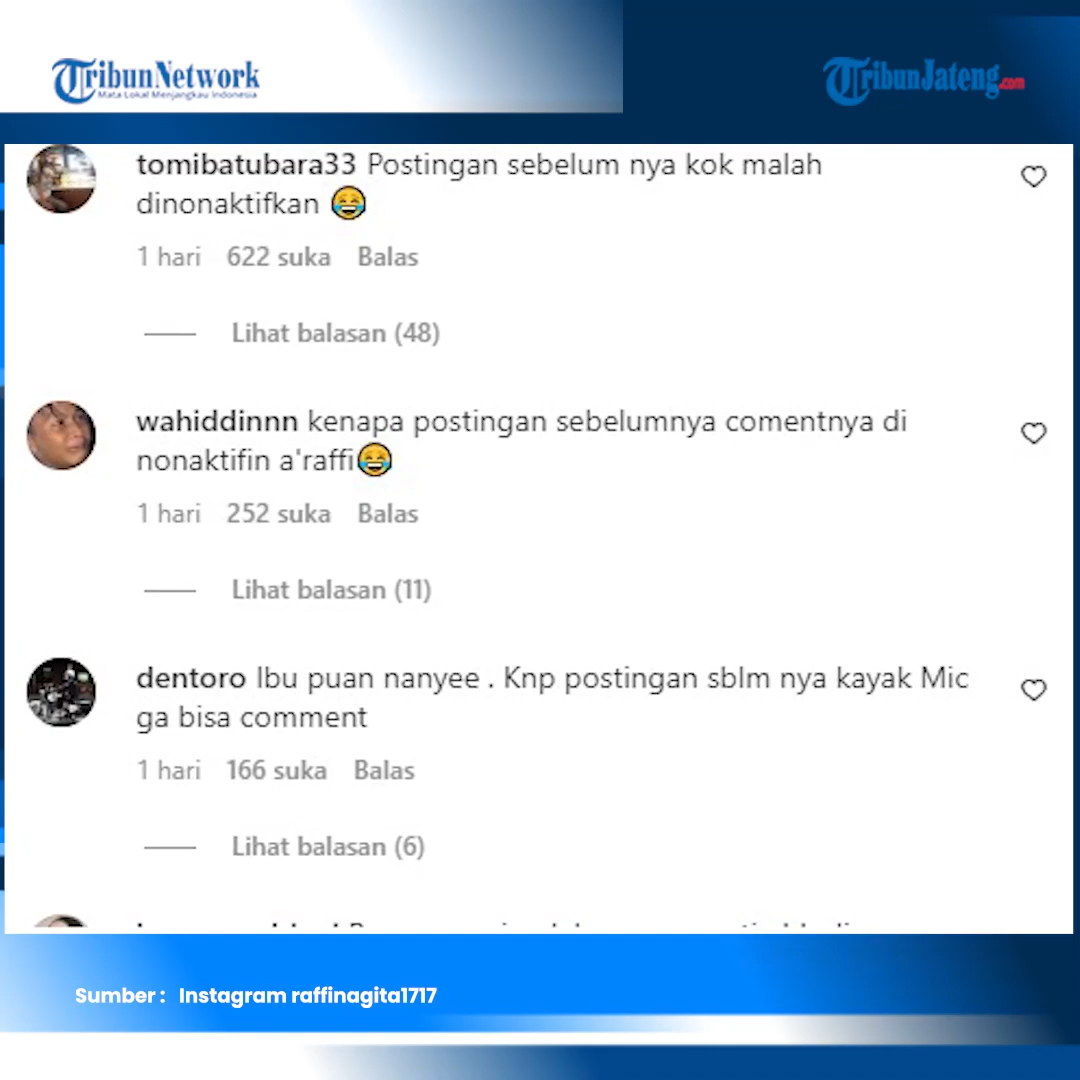 TribunNetwork
Mata Lokal Menjangkau Indonesia
TribunJateng.com
tomibatubara33 Postingan sebelum nya kok malah
dinonaktifkan 😂
1 hari 622 suka Balas
Lihat balasan (48)
wahiddinnn kenapa postingan sebelumnya comentnya di
nonaktifin a'raffi😂
1 hari 252 suka Balas
Lihat balasan (11)
dentoro Ibu puan nanyee . Knp postingan sblm nya kayak Mic
ga bisa comment
1 hari 166 suka Balas
Lihat balasan (6)
Sumber : Instagram raffinagita1717